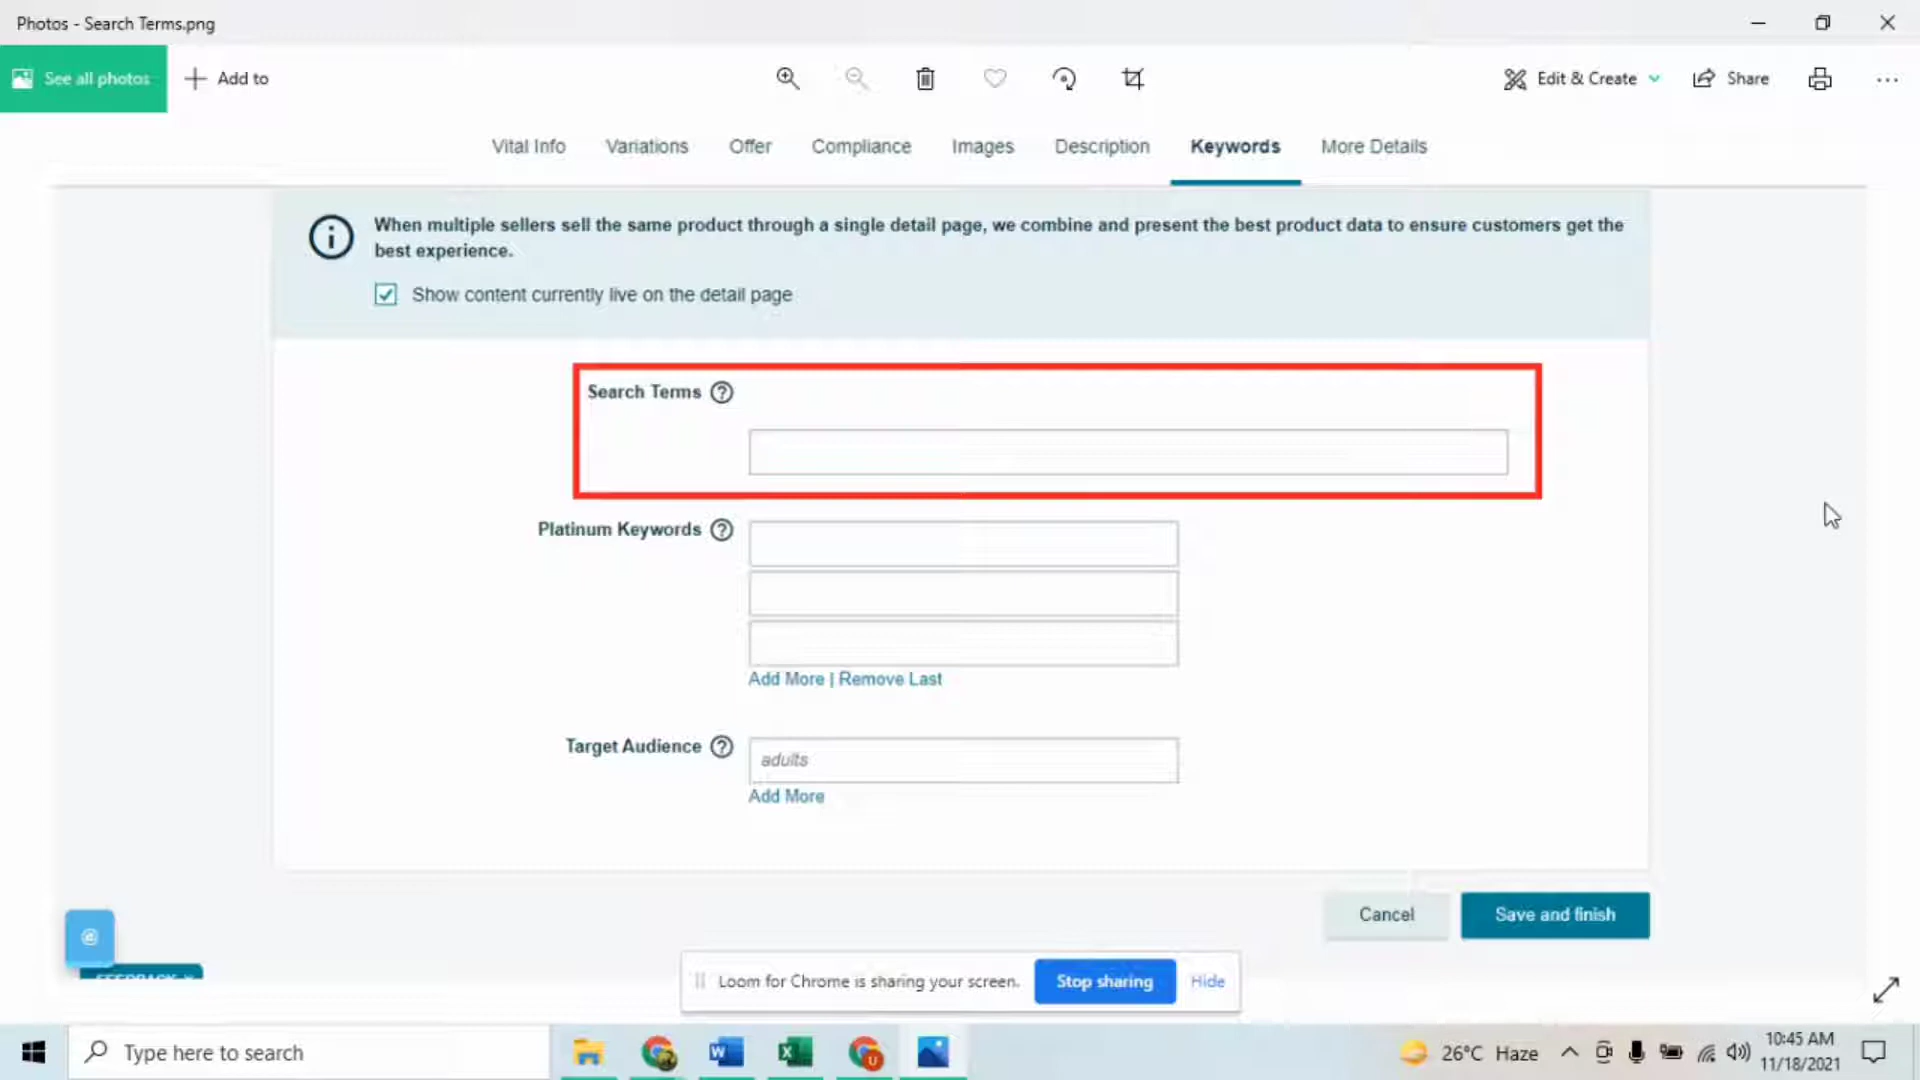 Photos - Search Terms.png
See all photos
Add to
Edit & Create
Share
Vital Info
Variations
Offer
Compliance
Images
Description
Keywords
More Details
When multiple sellers sell the same product through a single detail page, we combine and present the best product data to ensure customers get the
best experience.
Show content currently live on the detail page
Search Terms
Platinum Keywords
Add More | Remove Last
Target Audience
adults
Add More
Cancel
Save and finish
FEEDBACK
Loom for Chrome is sharing your screen.
Stop sharing
Hide
Type here to search
26°C Haze
10:45 AM
11/18/2021